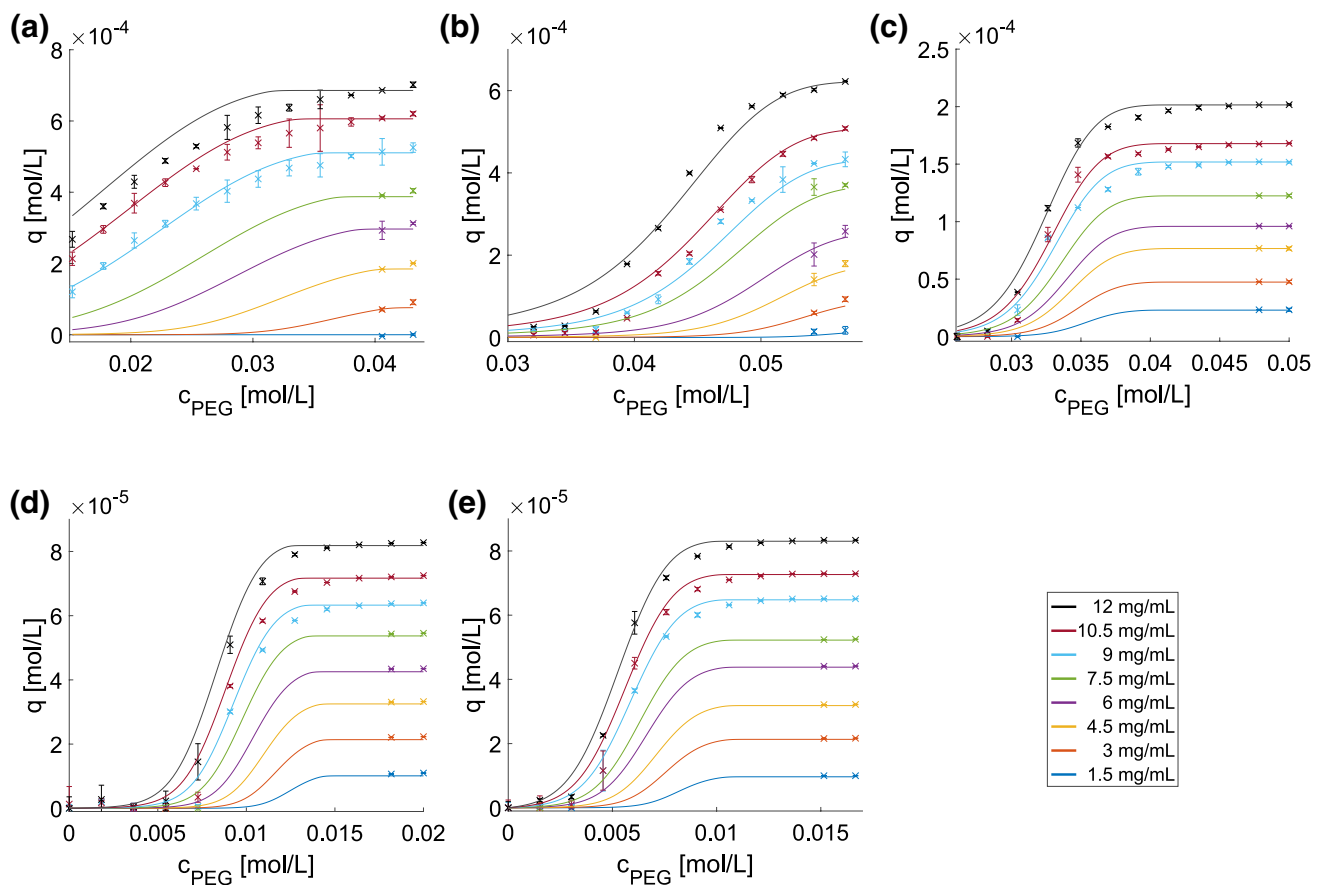 (a)
×10⁻⁴
8
6
4
2
0
q [mol/L]
0.02 0.03 0.04
c_PEG [mol/L]
(b)
×10⁻⁴
6
4
2
0
q [mol/L]
0.03 0.04 0.05
c_PEG [mol/L]
(c)
×10⁻⁴
2.5
2
1.5
1
0.5
0
q [mol/L]
0.03 0.035 0.04 0.045 0.05
c_PEG [mol/L]
(d)
×10⁻⁵
8
6
4
2
0
q [mol/L]
0 0.005 0.01 0.015 0.02
c_PEG [mol/L]
(e)
×10⁻⁵
8
6
4
2
0
q [mol/L]
0 0.005 0.01 0.015
c_PEG [mol/L]
12 mg/mL
10.5 mg/mL
9 mg/mL
7.5 mg/mL
6 mg/mL
4.5 mg/mL
3 mg/mL
1.5 mg/mL